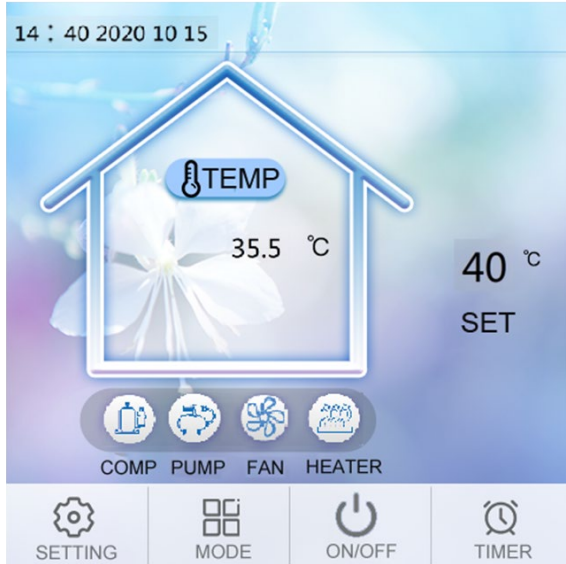 14 : 40 2020 10 15
TEMP
35.5 ℃
40 ℃
SET
COMP PUMP FAN HEATER
SETTING MODE ON/OFF TIMER